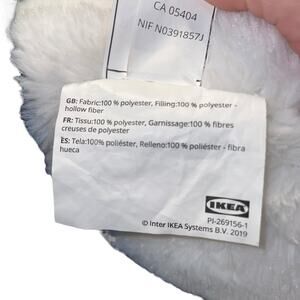 CA 05404
NIF N0391857J
GB: Fabric:100 % polyester, Filling:100 % polyester -
hollow fiber
FR: Tissu:100 % polyester, Garnissage:100 % fibres
creuses de polyester
ES: Tela:100% poliéster, Relleno:100 % poliéster - fibra
hueca
IKEA
PI-269156-1
© Inter IKEA Systems B.V. 2019